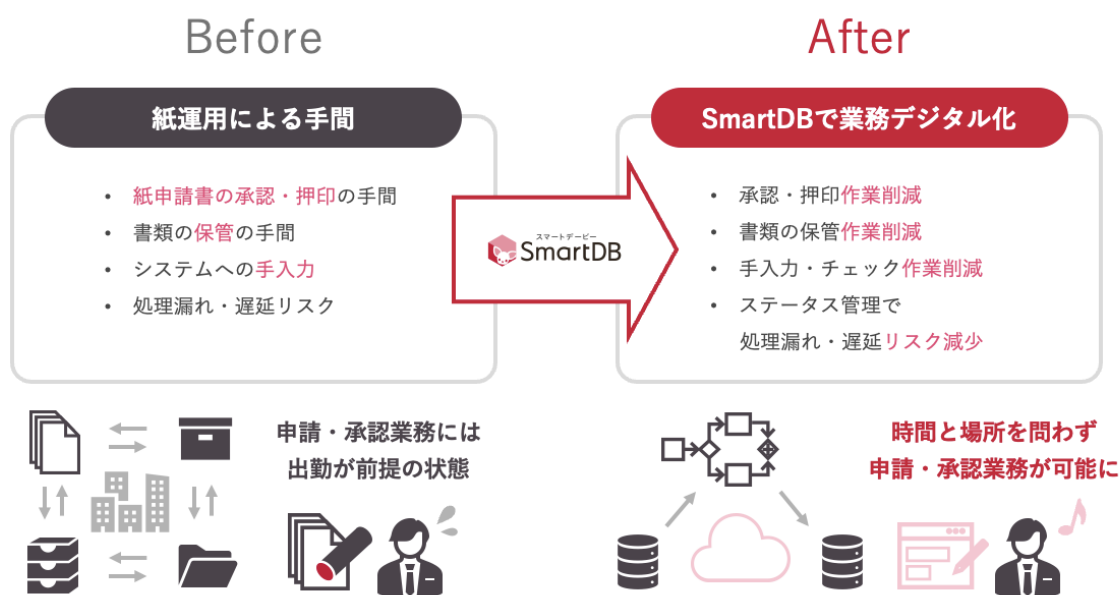 Before
After
紙運用による手間
・ 紙申請書の承認・押印の手間
・ 書類の保管の手間
・ システムへの手入力
・ 処理漏れ・遅延リスク
スマートデービー
SmartDB
SmartDBで業務デジタル化
・ 承認・押印作業削減
・ 書類の保管作業削減
・ 手入力・チェック作業削減
・ ステータス管理で
処理漏れ・遅延リスク減少
申請・承認業務には
出勤が前提の状態
時間と場所を問わず
申請・承認業務が可能に